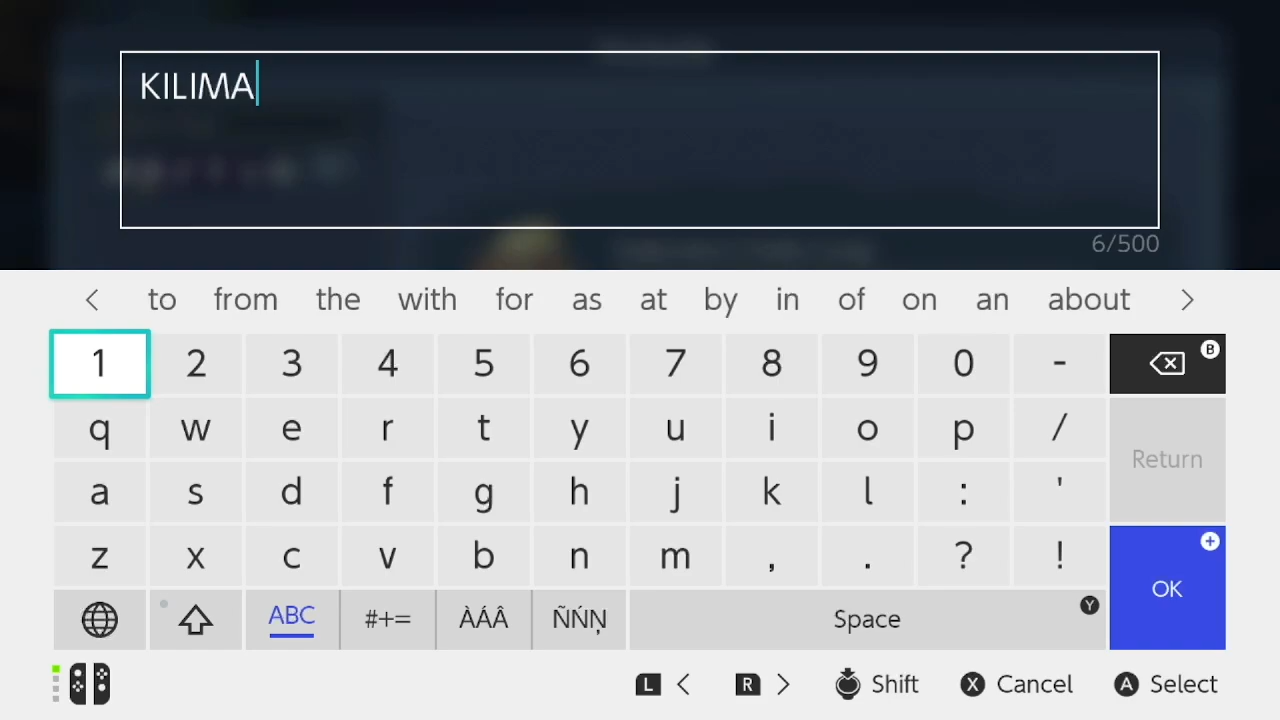 KILIMA
6/500
to from the with for as at by in of on an about
1 2 3 4 5 6 7 8 9 0 - B
q w e r t y u i o p /
a s d f g h j k l : ' Return
z x c v b n m , . ? ! +
ABC #+= ÀÁÂ ÑŃŅ Space Y OK
L R Shift X Cancel A Select